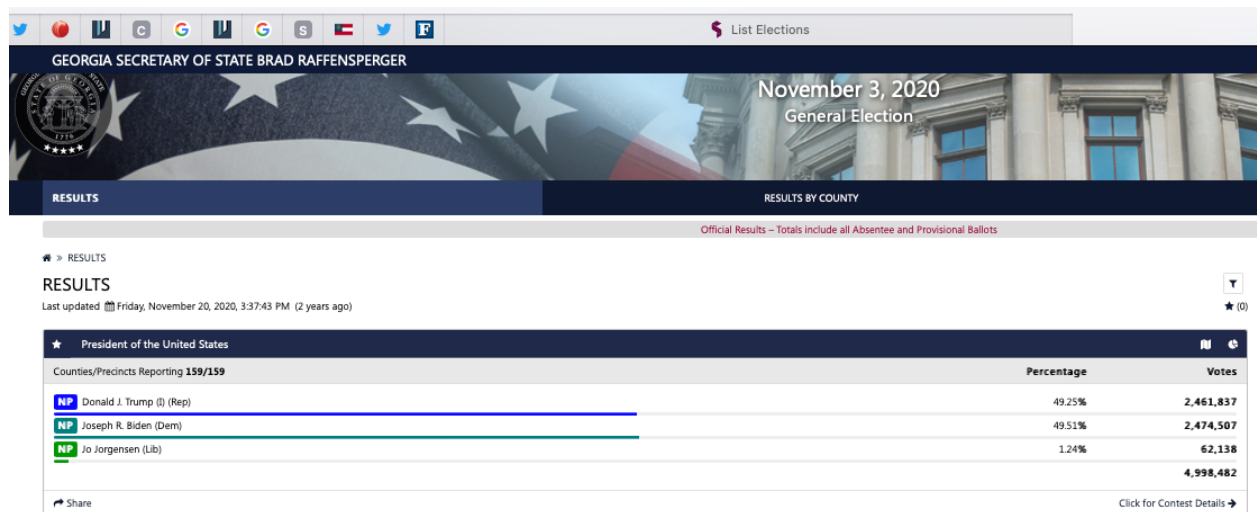 C G G S F List Elections
GEORGIA SECRETARY OF STATE BRAD RAFFENSPERGER
November 3, 2020
General Election
STATE OF GEORGIA
1776
RESULTS RESULTS BY COUNTY
Official Results – Totals include all Absentee and Provisional Ballots
» RESULTS
RESULTS
Last updated Friday, November 20, 2020, 3:37:43 PM (2 years ago)
(0)
President of the United States
Counties/Precincts Reporting 159/159 Percentage Votes
NP Donald J. Trump (I) (Rep) 49.25% 2,461,837
NP Joseph R. Biden (Dem) 49.51% 2,474,507
NP Jo Jorgensen (Lib) 1.24% 62,138
4,998,482
Share Click for Contest Details